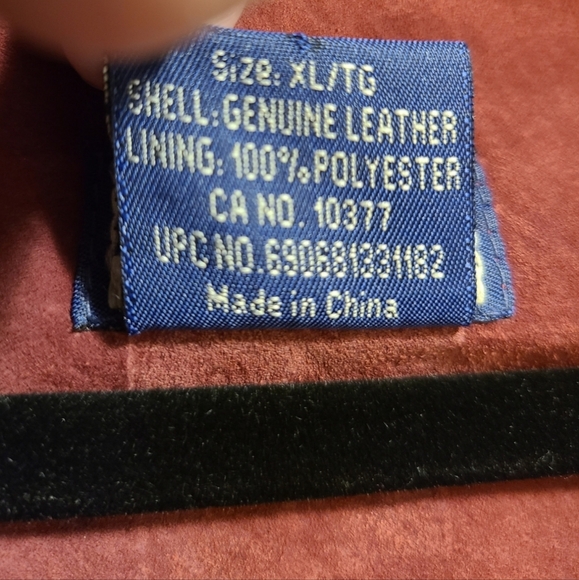 Size: XL/TG
SHELL: GENUINE LEATHER
LINING: 100% POLYESTER
CA NO. 10377
UPC NO. 690681331182
Made in China